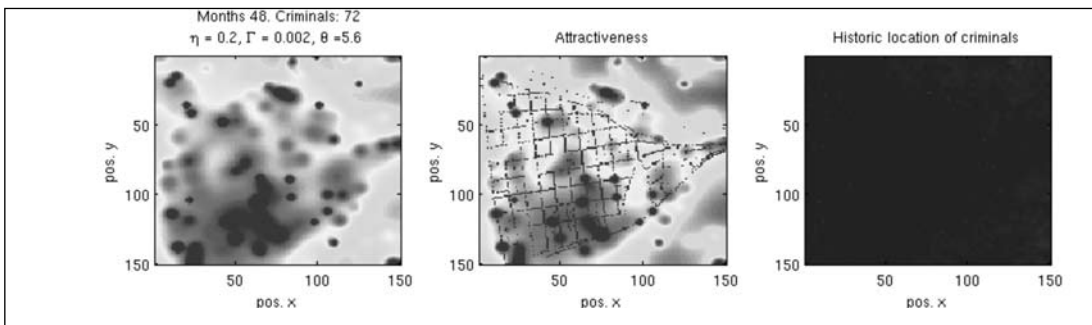 Months 48. Criminals: 72
η = 0.2, Γ = 0.002, θ =5.6
pos. y
50
100
150
50
100
150
pos. x
Attractiveness
pos. y
50
100
150
50
100
150
pos. x
Historic location of criminals
pos. y
50
100
150
50
100
150
pos. x